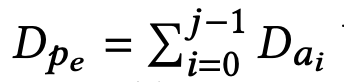 $D_{p_e} = \sum_{i=0}^{j-1} D_{a_i}$